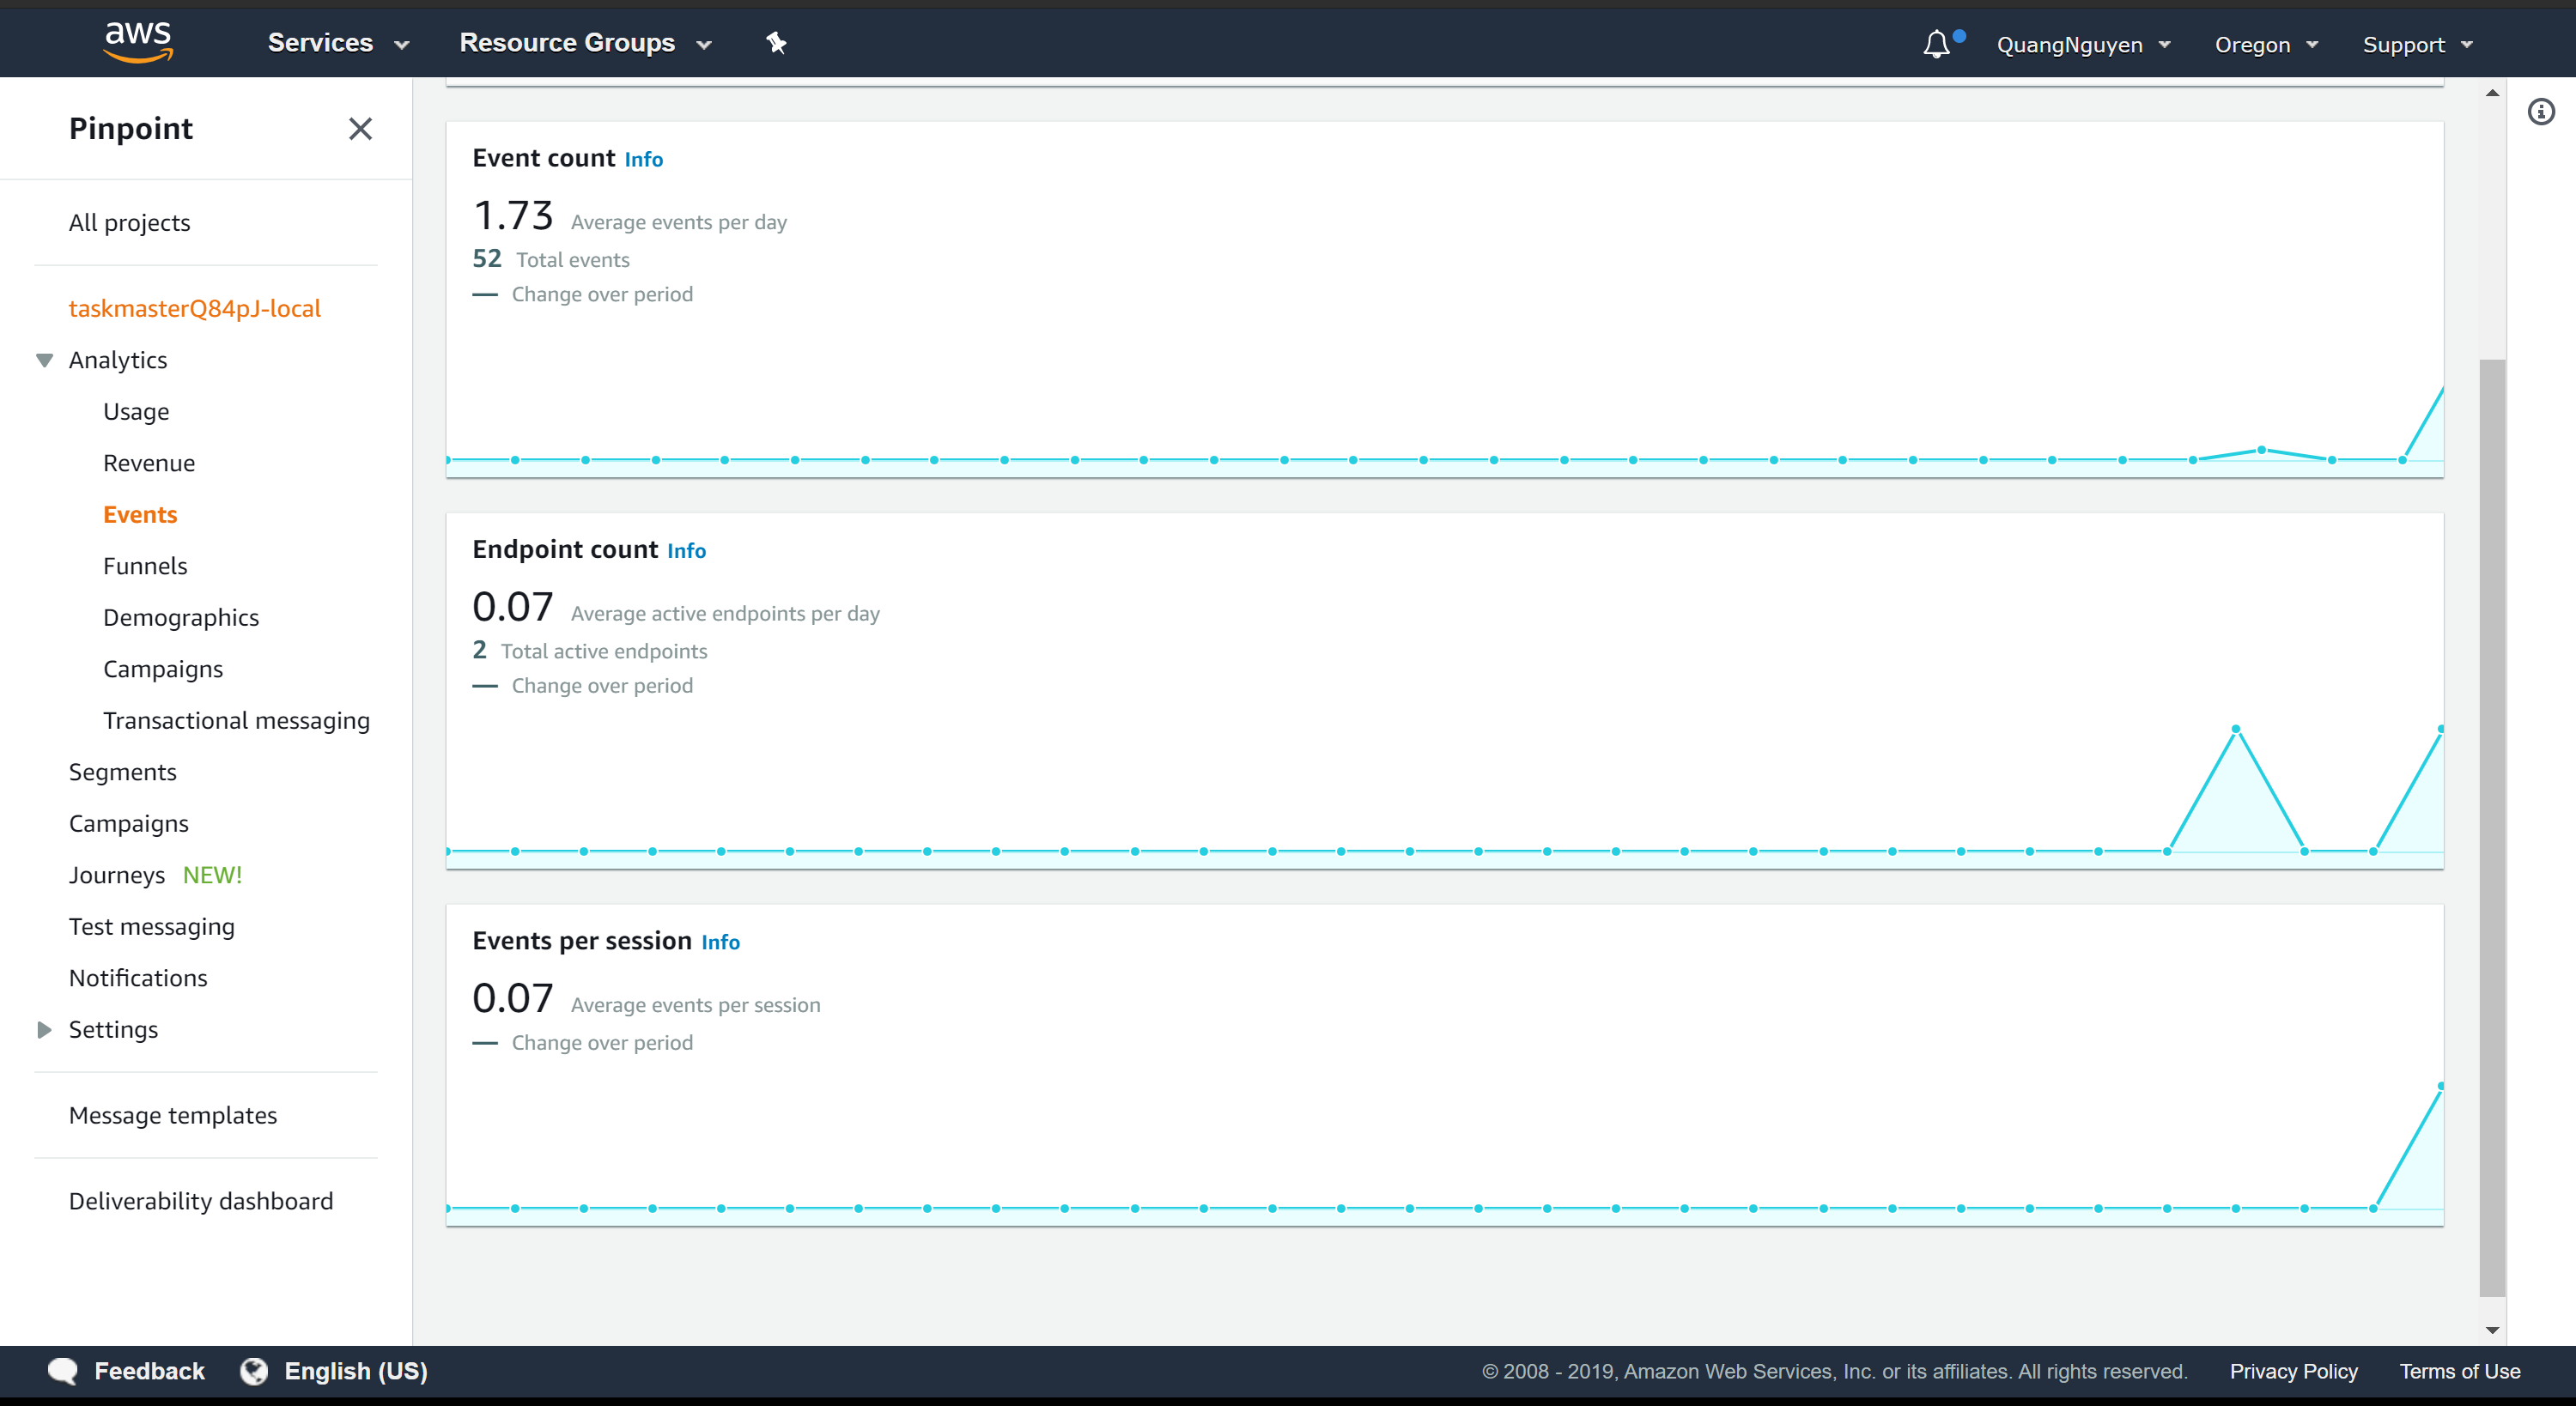 aws Services Resource Groups QuangNguyen Oregon Support
Pinpoint
All projects
taskmasterQ84pJ-local
Analytics
Usage
Revenue
Events
Funnels
Demographics
Campaigns
Transactional messaging
Segments
Campaigns
Journeys NEW!
Test messaging
Notifications
Settings
Message templates
Deliverability dashboard
Event count Info
1.73 Average events per day
52 Total events
— Change over period
Endpoint count Info
0.07 Average active endpoints per day
2 Total active endpoints
— Change over period
Events per session Info
0.07 Average events per session
— Change over period
Feedback English (US) © 2008 - 2019, Amazon Web Services, Inc. or its affiliates. All rights reserved. Privacy Policy Terms of Use